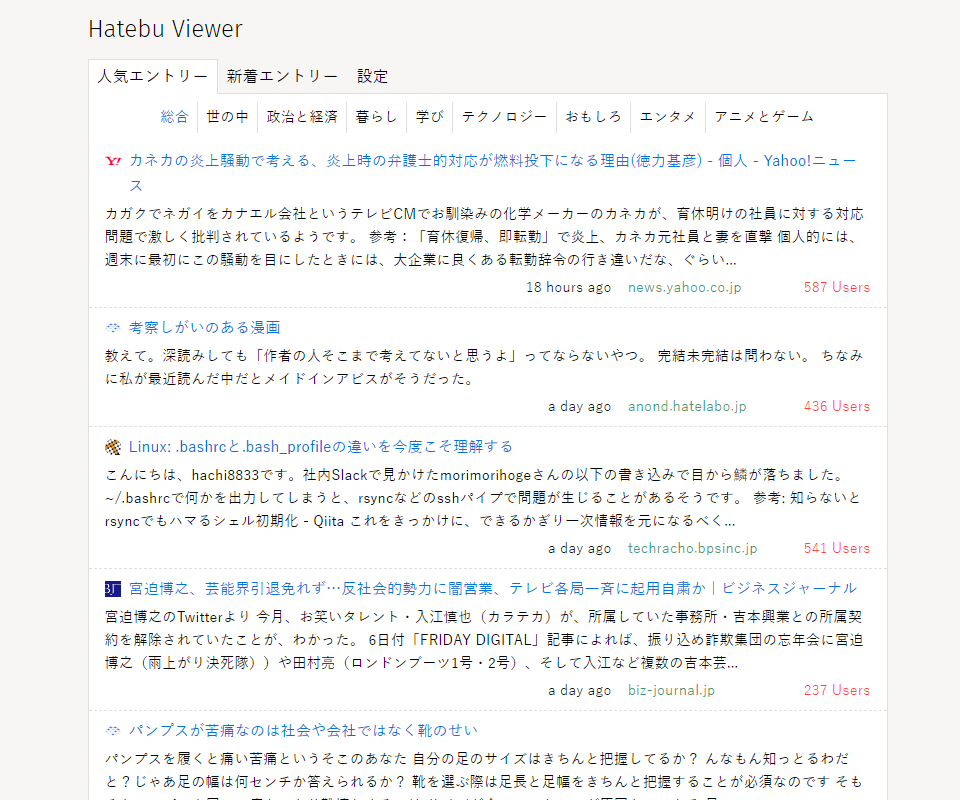 Hatebu Viewer
人気エントリー 新着エントリー 設定
総合 世の中 政治と経済 暮らし 学び テクノロジー おもしろ エンタメ アニメとゲーム
Y! カネカの炎上騒動で考える、炎上時の弁護士的対応が燃料投下になる理由(徳力基彦) - 個人 - Yahoo!ニュー
ス
カガクでネガイをカナエル会社というテレビCMでお馴染みの化学メーカーのカネカが、育休明けの社員に対する対応
問題で激しく批判されているようです。 参考：「育休復帰、即転勤」で炎上、カネカ元社員と妻を直撃 個人的には、
週末に最初にこの騒動を目にしたときには、大企業に良くある転勤辞令の行き違いだな、ぐらい...
18 hours ago news.yahoo.co.jp 587 Users
考察しがいのある漫画
教えて。深読みしても「作者の人そこまで考えてないと思うよ」ってならないやつ。 完結未完結は問わない。 ちなみ
に私が最近読んだ中だとメイドインアビスがそうだった。
a day ago anond.hatelabo.jp 436 Users
Linux: .bashrcと.bash_profileの違いを今度こそ理解する
こんにちは、hachi8833です。社内Slackで見かけたmorimorihogeさんの以下の書き込みで目から鱗が落ちました。
~/.bashrcで何かを出力してしまうと、rsyncなどのsshパイプで問題が生じることがあるそうです。 参考: 知らないと
rsyncでもハマるシェル初期化 - Qiita これをきっかけに、できるかぎり一次情報を元になるべく...
a day ago techracho.bpsinc.jp 541 Users
宮迫博之、芸能界引退免れず…反社会的勢力に闇営業、テレビ各局一斉に起用自粛か｜ビジネスジャーナル
宮迫博之のTwitterより 今月、お笑いタレント・入江慎也（カラテカ）が、所属していた事務所・吉本興業との所属契
約を解除されていたことが、わかった。 6日付「FRIDAY DIGITAL」記事によれば、振り込め詐欺集団の忘年会に宮迫
博之（雨上がり決死隊））や田村亮（ロンドンブーツ1号・2号）、そして入江など複数の吉本芸...
a day ago biz-journal.jp 237 Users
パンプスが苦痛なのは社会や会社ではなく靴のせい
パンプスを履くと痛い苦痛というそこのあなた 自分の足のサイズはきちんと把握してるか？ んなもん知っとるわだ
と？じゃあ足の幅は何センチか答えられるか？ 靴を選ぶ際は足長と足幅をきちんと把握することが必須なのです そも